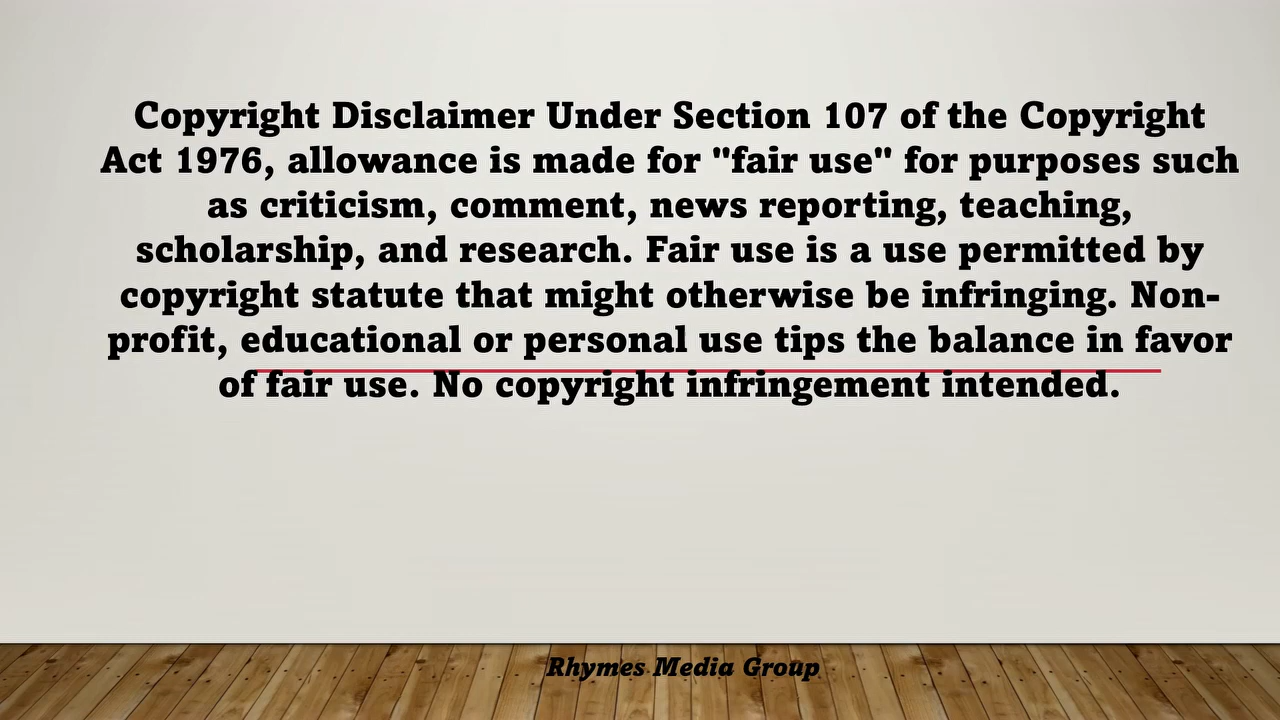 Copyright Disclaimer Under Section 107 of the Copyright
Act 1976, allowance is made for "fair use" for purposes such
as criticism, comment, news reporting, teaching,
scholarship, and research. Fair use is a use permitted by
copyright statute that might otherwise be infringing. Non-
profit, educational or personal use tips the balance in favor
of fair use. No copyright infringement intended.
Rhymes Media Group